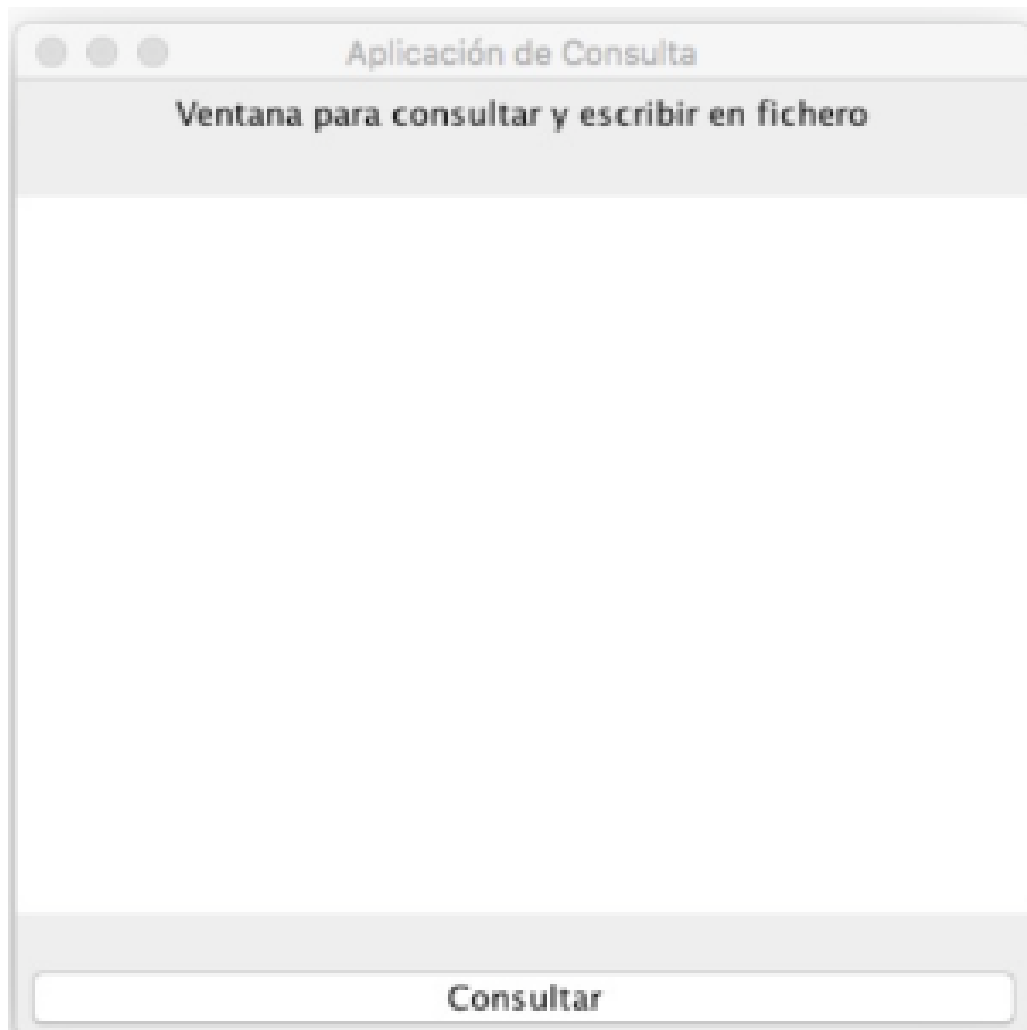 Aplicación de Consulta
Ventana para consultar y escribir en fichero
Consultar